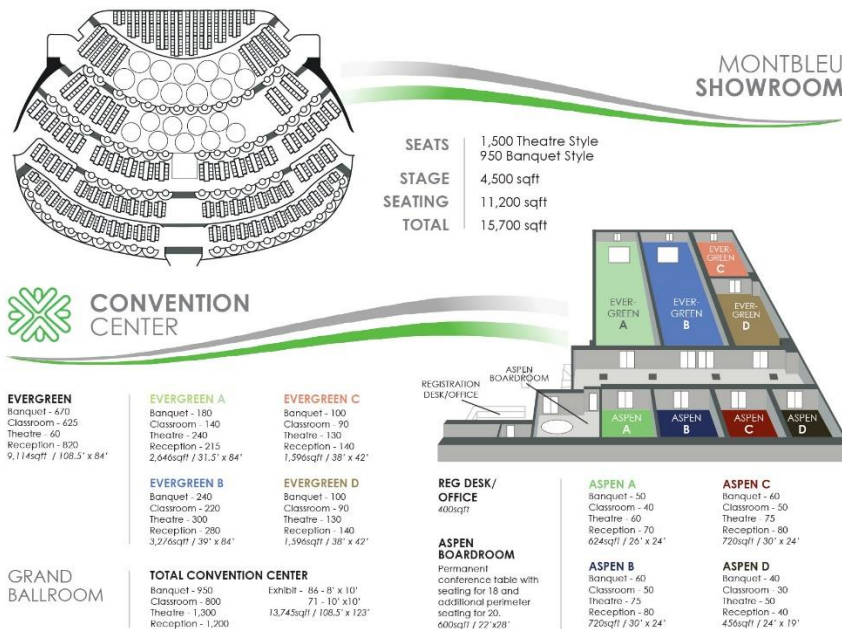 MONTBLEU
SHOWROOM
SEATS 1,500 Theatre Style
950 Banquet Style
STAGE 4,500 sqft
SEATING 11,200 sqft
TOTAL 15,700 sqft
EVER-
GREEN
C
EVER-
GREEN
A
EVER-
GREEN
B
EVER-
GREEN
D
CONVENTION
CENTER
ASPEN
BOARDROOM
REGISTRATION
DESK/OFFICE
ASPEN
A
ASPEN
B
ASPEN
C
ASPEN
D
EVERGREEN
Banquet - 670
Classroom - 625
Theatre - 60
Reception - 820
9,114sqft / 108.5' x 84'
EVERGREEN A
Banquet - 180
Classroom - 140
Theatre - 240
Reception - 215
2,646sqft / 31.5' x 84'
EVERGREEN C
Banquet - 100
Classroom - 90
Theatre - 130
Reception - 140
1,596sqft / 38' x 42'
EVERGREEN B
Banquet - 240
Classroom - 220
Theatre - 300
Reception - 280
3,276sqft / 39' x 84'
EVERGREEN D
Banquet - 100
Classroom - 90
Theatre - 130
Reception - 140
1,596sqft / 38' x 42'
GRAND
BALLROOM
TOTAL CONVENTION CENTER
Banquet - 950
Classroom - 800
Theatre - 1,300
Reception - 1,200
Exhibit - 86 - 8' x 10'
71 - 10' x10'
13,745sqft / 108.5' x 123'
REG DESK/
OFFICE
400sqft
ASPEN
BOARDROOM
Permanent
conference table with
seating for 18 and
additional perimeter
seating for 20.
600sqft / 22'x28'
ASPEN A
Banquet - 50
Classroom - 40
Theatre - 60
Reception - 70
624sqft / 26' x 24'
ASPEN C
Banquet - 60
Classroom - 50
Theatre - 75
Reception - 80
720sqft / 30' x 24'
ASPEN B
Banquet - 60
Classroom - 50
Theatre - 75
Reception - 80
720sqft / 30' x 24'
ASPEN D
Banquet - 40
Classroom - 30
Theatre - 50
Reception - 40
456sqft / 24' x 19'